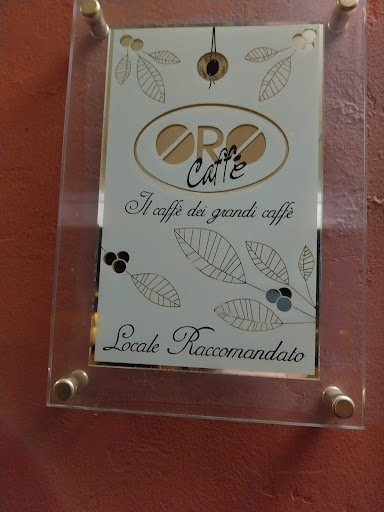 ORO
Caffè
Il caffè dei grandi caffè
Locale Raccomandato